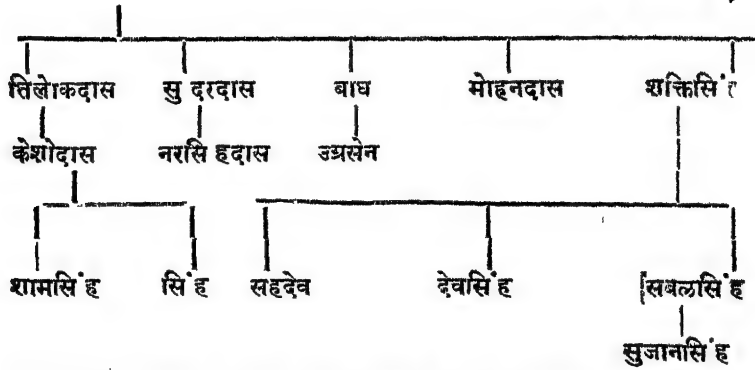 तिलोकदास सुदरदास बाघ मोहनदास शक्तिसिंह
केशोदास नरसिहदास उग्रसेन
शामसिंह सिंह सहदेव देवसिंह सबलसिंह
सुजानसिंह